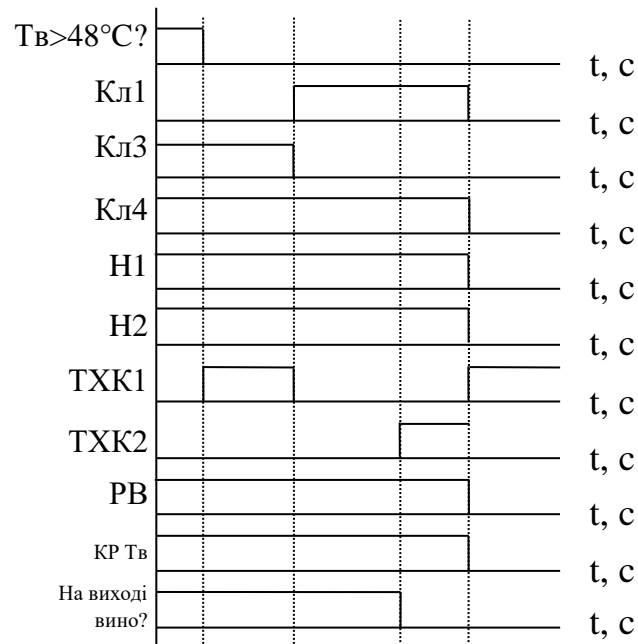 Тв>48°C?
t, c
Кл1
t, c
Кл3
t, c
Кл4
t, c
Н1
t, c
Н2
t, c
ТХК1
t, c
ТХК2
t, c
РВ
t, c
КР Тв
t, c
На виході
вино?
t, c